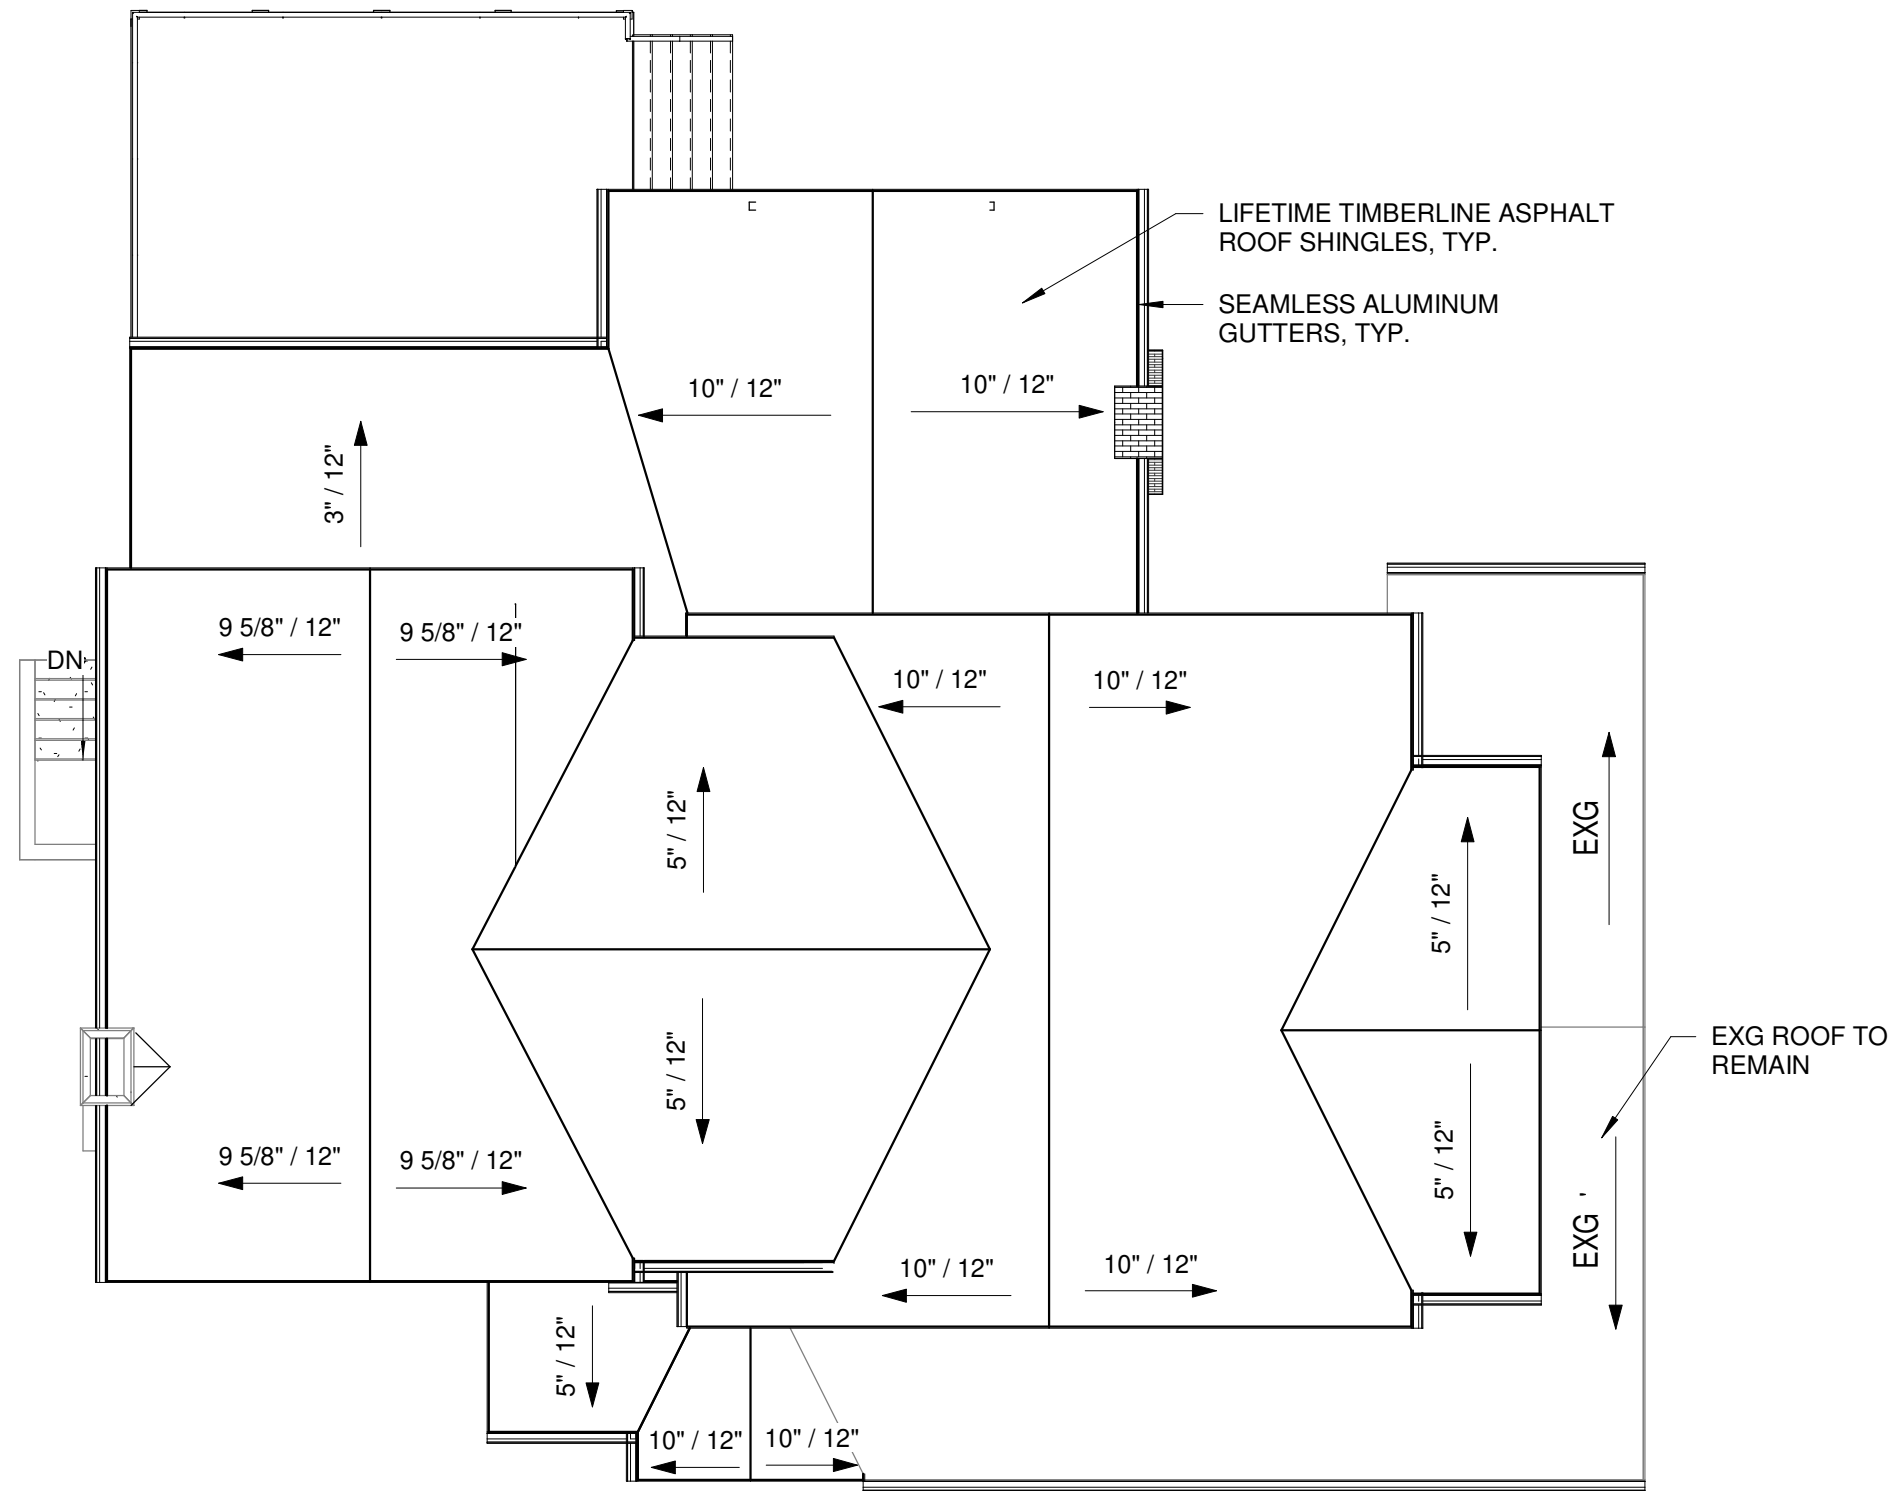 LIFETIME TIMBERLINE ASPHALT
ROOF SHINGLES, TYP.
SEAMLESS ALUMINUM
GUTTERS, TYP.
10" / 12"
10" / 12"
3" / 12"
9 5/8" / 12"
9 5/8" / 12"
DN
10" / 12"
10" / 12"
5" / 12"
EXG
5" / 12"
EXG ROOF TO
REMAIN
5" / 12"
5" / 12"
9 5/8" / 12"
9 5/8" / 12"
EXG '
10" / 12"
10" / 12"
5" / 12"
10" / 12"
10" / 12"